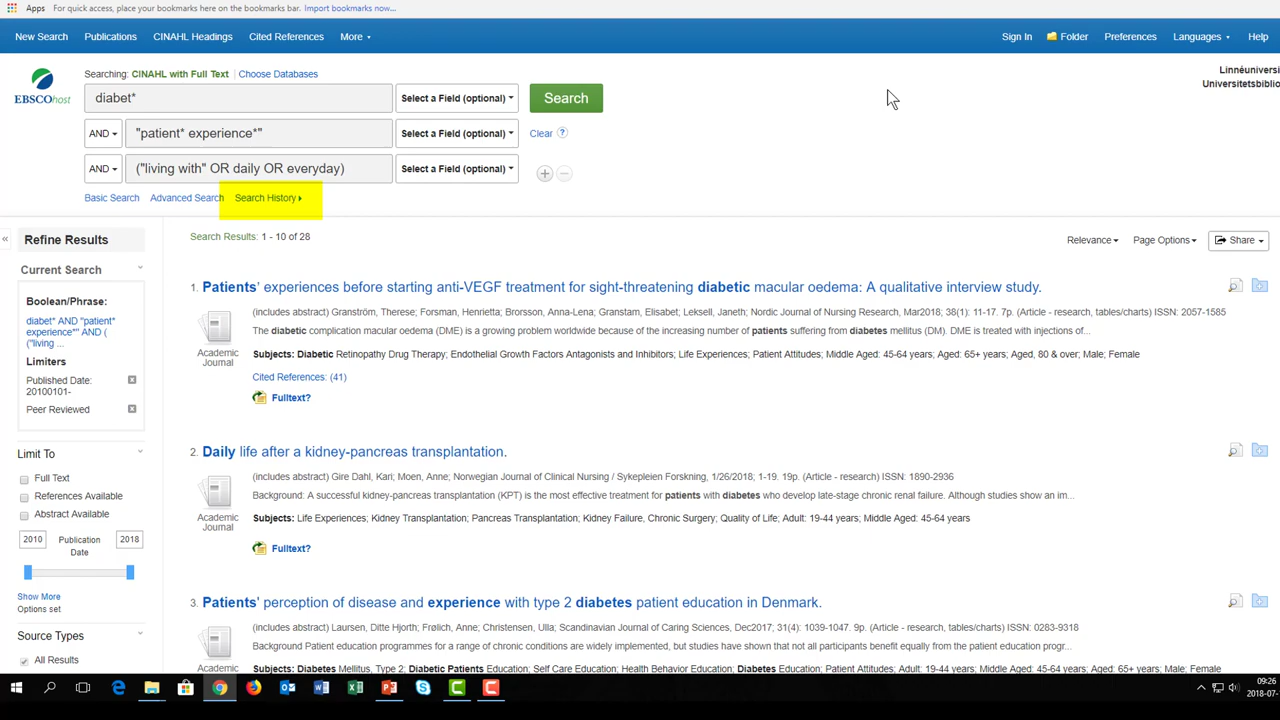 Apps For quick access, place your bookmarks here on the bookmarks bar. Import bookmarks now...
New Search Publications CINAHL Headings Cited References More Sign In Folder Preferences Languages Help
Searching: CINAHL with Full Text Choose Databases
Linnéuniversi
Universitetsbiblio
EBSCOhost
diabet* Select a Field (optional) Search
AND "patient* experience*" Select a Field (optional) Clear ?
AND ("living with" OR daily OR everyday) Select a Field (optional)
Basic Search Advanced Search Search History
«
Refine Results
Current Search
Boolean/Phrase:
diabet* AND "patient*
experience*" AND (
("living ...
Limiters
Published Date:
20100101-
Peer Reviewed
Limit To
Full Text
References Available
Abstract Available
2010 Publication Date 2018
Show More
Options set
Source Types
All Results
Search Results: 1 - 10 of 28
Relevance Page Options Share
1. Patients' experiences before starting anti-VEGF treatment for sight-threatening diabetic macular oedema: A qualitative interview study.
(includes abstract) Granström, Therese; Forsman, Henrietta; Brorsson, Anna-Lena; Granstam, Elisabet; Leksell, Janeth; Nordic Journal of Nursing Research, Mar2018; 38(1): 11-17. 7p. (Article - research, tables/charts) ISSN: 2057-1585
The diabetic complication macular oedema (DME) is a growing problem worldwide because of the increasing number of patients suffering from diabetes mellitus (DM). DME is treated with injections of...
Academic
Journal
Subjects: Diabetic Retinopathy Drug Therapy; Endothelial Growth Factors Antagonists and Inhibitors; Life Experiences; Patient Attitudes; Middle Aged: 45-64 years; Aged: 65+ years; Aged, 80 & over; Male; Female
Cited References: (41)
Fulltext?
2. Daily life after a kidney-pancreas transplantation.
(includes abstract) Gire Dahl, Kari; Moen, Anne; Norwegian Journal of Clinical Nursing / Sykepleien Forskning, 1/26/2018; 1-19. 19p. (Article - research) ISSN: 1890-2936
Background: A successful kidney-pancreas transplantation (KPT) is the most effective treatment for patients with diabetes who develop late-stage chronic renal failure. Although studies show an im...
Academic
Journal
Subjects: Life Experiences; Kidney Transplantation; Pancreas Transplantation; Kidney Failure, Chronic Surgery; Quality of Life; Adult: 19-44 years; Middle Aged: 45-64 years
Fulltext?
3. Patients' perception of disease and experience with type 2 diabetes patient education in Denmark.
(includes abstract) Laursen, Ditte Hjorth; Frølich, Anne; Christensen, Ulla; Scandinavian Journal of Caring Sciences, Dec2017; 31(4): 1039-1047. 9p. (Article - research, tables/charts) ISSN: 0283-9318
Background Patient education programmes for a range of chronic conditions are widely implemented, but studies have shown that not all participants benefit equally from the patient education progr...
Academic
Subjects: Diabetes Mellitus, Type 2; Diabetic Patients Education; Self Care Education; Health Behavior Education; Diabetes Education; Patient Attitudes; Adult: 19-44 years; Middle Aged: 45-64 years; Aged: 65+ years; Male; Female
09:26
2018-07-